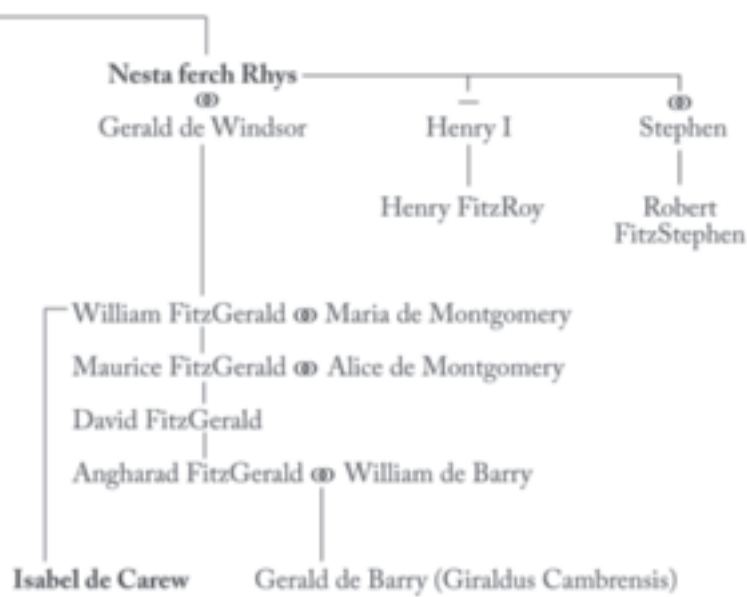 Nesta ferch Rhys
Gerald de Windsor
Henry I
Stephen
Henry FitzRoy
Robert
FitzStephen
William FitzGerald ⚭ Maria de Montgomery
Maurice FitzGerald ⚭ Alice de Montgomery
David FitzGerald
Angharad FitzGerald ⚭ William de Barry
Isabel de Carew
Gerald de Barry (Giraldus Cambrensis)